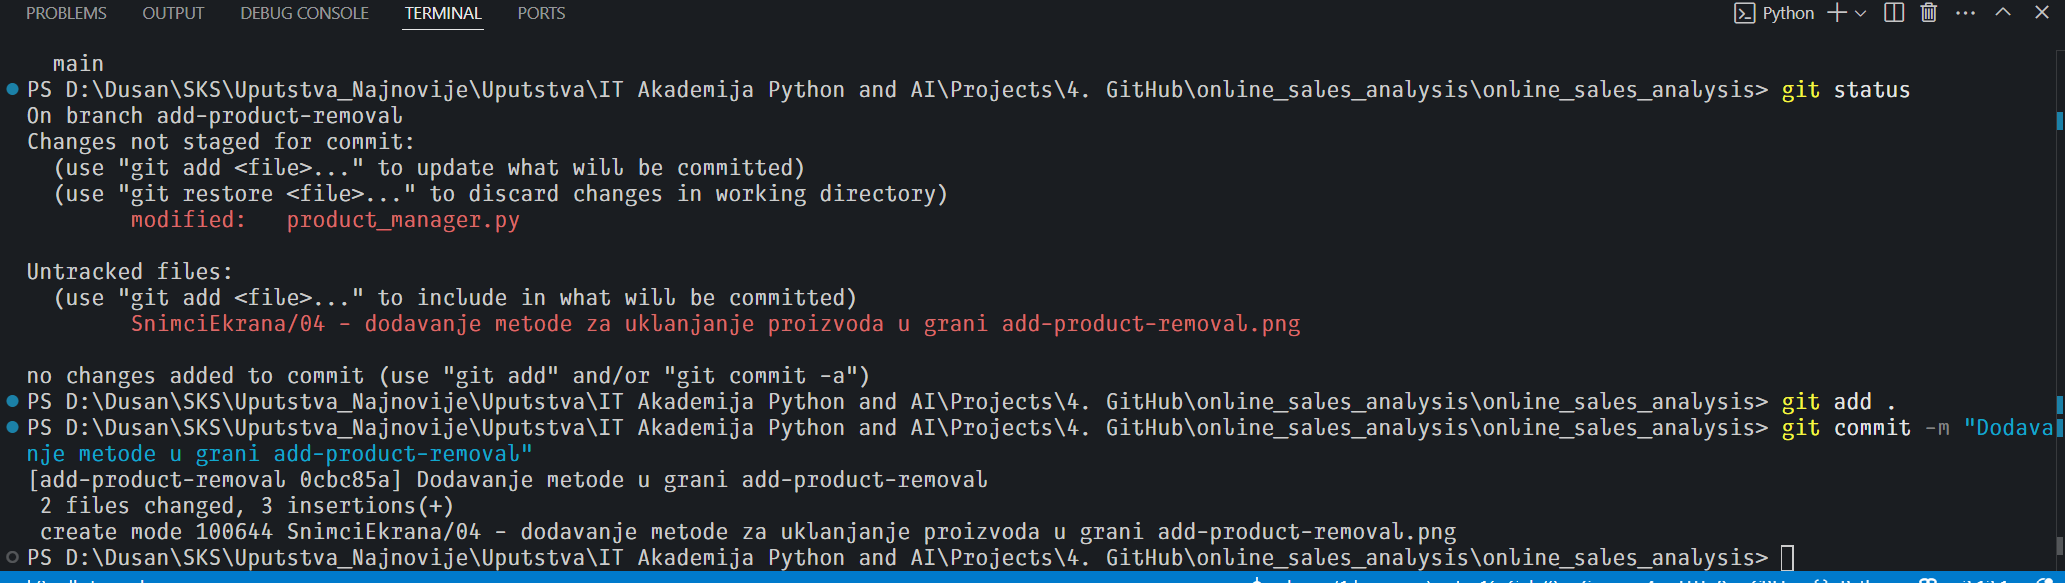 PROBLEMS OUTPUT DEBUG CONSOLE TERMINAL PORTS Python
main
PS D:\Dusan\SKS\Uputstva_Najnovije\Uputstva\IT Akademija Python and AI\Projects\4. GitHub\online_sales_analysis\online_sales_analysis> git status
On branch add-product-removal
Changes not staged for commit:
(use "git add <file>..." to update what will be committed)
(use "git restore <file>..." to discard changes in working directory)
modified: product_manager.py
Untracked files:
(use "git add <file>..." to include in what will be committed)
SnimciEkrana/04 - dodavanje metode za uklanjanje proizvoda u grani add-product-removal.png
no changes added to commit (use "git add" and/or "git commit -a")
PS D:\Dusan\SKS\Uputstva_Najnovije\Uputstva\IT Akademija Python and AI\Projects\4. GitHub\online_sales_analysis\online_sales_analysis> git add .
PS D:\Dusan\SKS\Uputstva_Najnovije\Uputstva\IT Akademija Python and AI\Projects\4. GitHub\online_sales_analysis\online_sales_analysis> git commit -m "Dodava
nje metode u grani add-product-removal"
[add-product-removal 0cbc85a] Dodavanje metode u grani add-product-removal
2 files changed, 3 insertions(+)
create mode 100644 SnimciEkrana/04 - dodavanje metode za uklanjanje proizvoda u grani add-product-removal.png
PS D:\Dusan\SKS\Uputstva_Najnovije\Uputstva\IT Akademija Python and AI\Projects\4. GitHub\online_sales_analysis\online_sales_analysis>